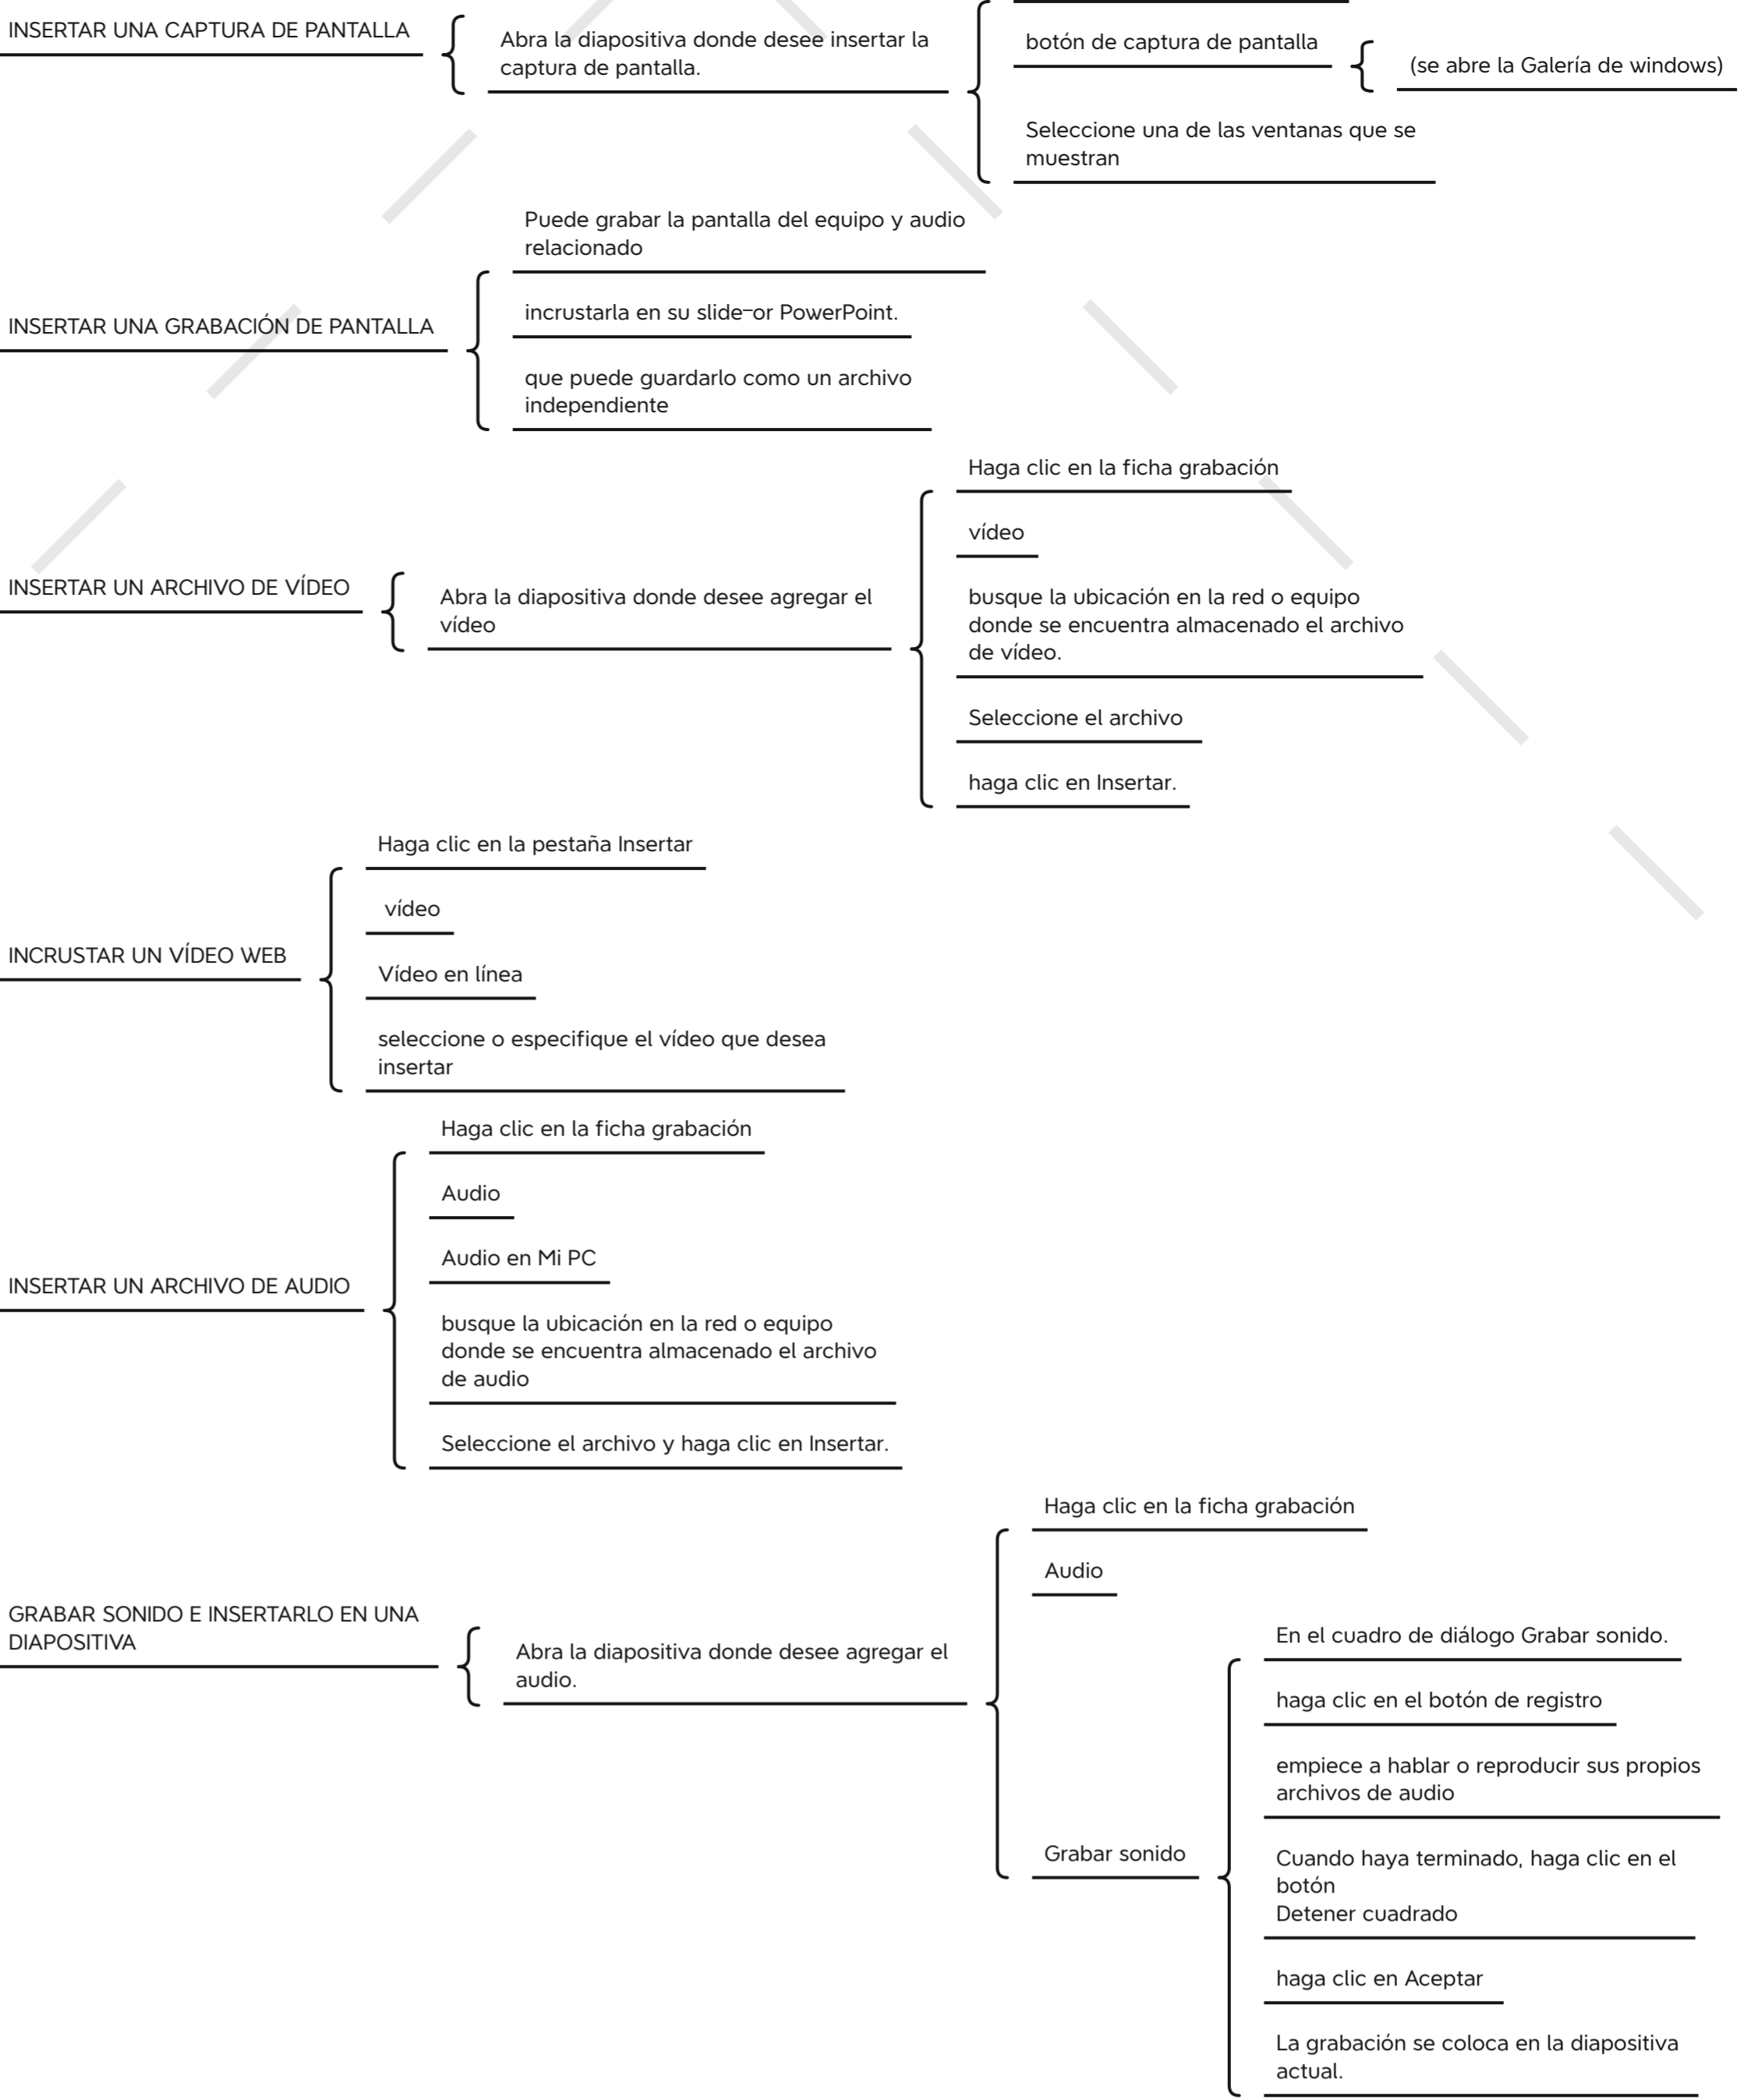 INSERTAR UNA CAPTURA DE PANTALLA
Abra la diapositiva donde desee insertar la
captura de pantalla.
botón de captura de pantalla
(se abre la Galería de windows)
Seleccione una de las ventanas que se
muestran
INSERTAR UNA GRABACIÓN DE PANTALLA
Puede grabar la pantalla del equipo y audio
relacionado
incrustarla en su slide—or PowerPoint.
que puede guardarlo como un archivo
independiente
INSERTAR UN ARCHIVO DE VÍDEO
Abra la diapositiva donde desee agregar el
vídeo
Haga clic en la ficha grabación
vídeo
busque la ubicación en la red o equipo
donde se encuentra almacenado el archivo
de vídeo.
Seleccione el archivo
haga clic en Insertar.
INCRUSTAR UN VÍDEO WEB
Haga clic en la pestaña Insertar
vídeo
Vídeo en línea
seleccione o especifique el vídeo que desea
insertar
INSERTAR UN ARCHIVO DE AUDIO
Haga clic en la ficha grabación
Audio
Audio en Mi PC
busque la ubicación en la red o equipo
donde se encuentra almacenado el archivo
de audio
Seleccione el archivo y haga clic en Insertar.
GRABAR SONIDO E INSERTARLO EN UNA
DIAPOSITIVA
Abra la diapositiva donde desee agregar el
audio.
Haga clic en la ficha grabación
Audio
Grabar sonido
En el cuadro de diálogo Grabar sonido.
haga clic en el botón de registro
empiece a hablar o reproducir sus propios
archivos de audio
Cuando haya terminado, haga clic en el
botón
Detener cuadrado
haga clic en Aceptar
La grabación se coloca en la diapositiva
actual.